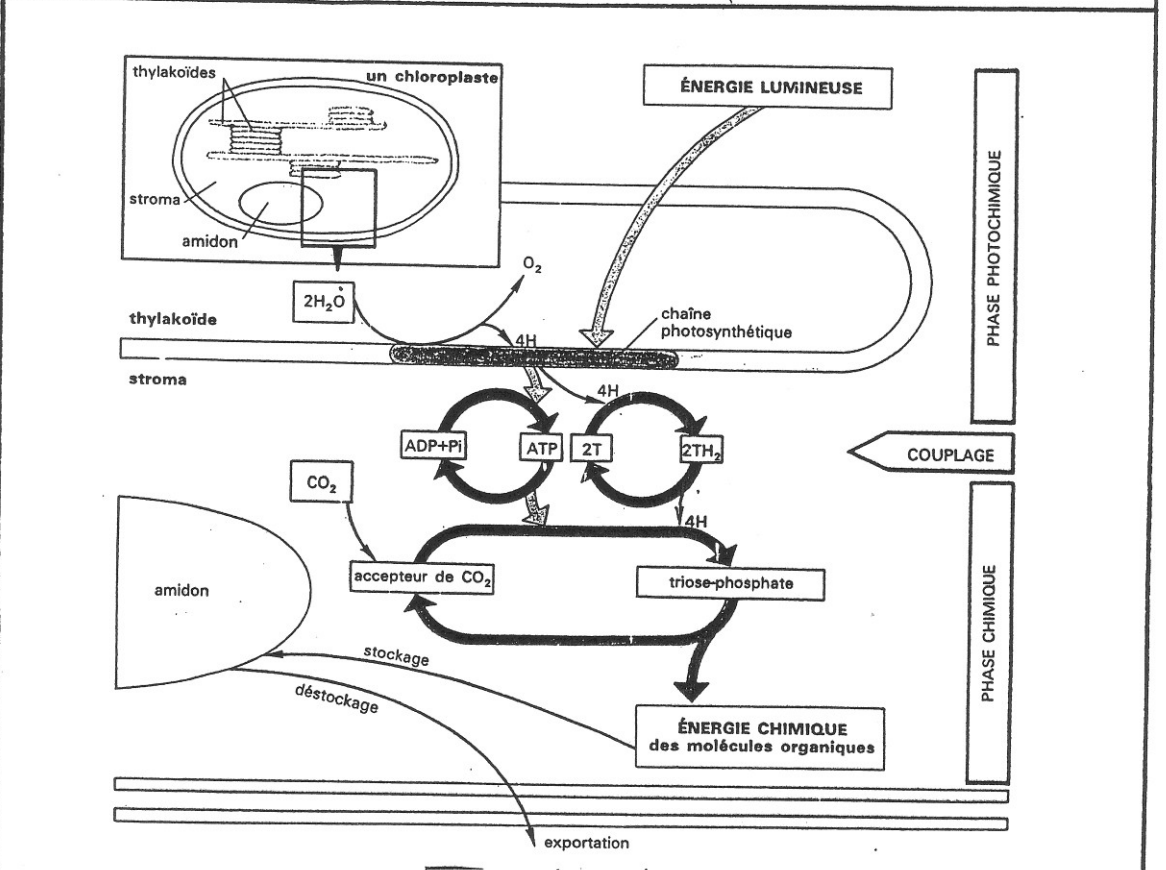 thylakoïdes
un chloroplaste
stroma
amidon
ÉNERGIE LUMINEUSE
PHASE PHOTOCHIMIQUE
O₂
2H₂O
thylakoïde
4H
chaîne
photosynthétique
stroma
4H
ADP+Pi
ATP
2T
2TH₂
COUPLAGE
CO₂
4H
accepteur de CO₂
triose-phosphate
amidon
PHASE CHIMIQUE
stockage
déstockage
ÉNERGIE CHIMIQUE
des molécules organiques
exportation